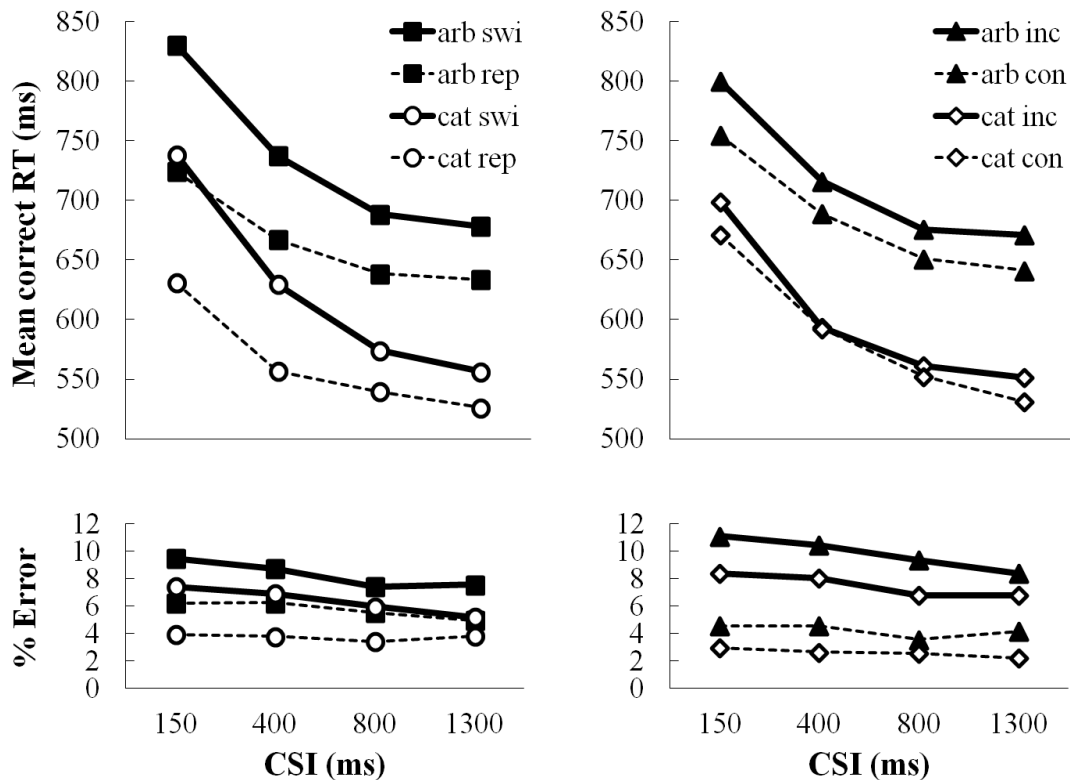 Mean correct RT (ms)
850
800
750
700
650
600
550
500
arb swi
arb rep
cat swi
cat rep
850
800
750
700
650
600
550
500
arb inc
arb con
cat inc
cat con
% Error
12
10
8
6
4
2
0
150 400 800 1300
CSI (ms)
12
10
8
6
4
2
0
150 400 800 1300
CSI (ms)